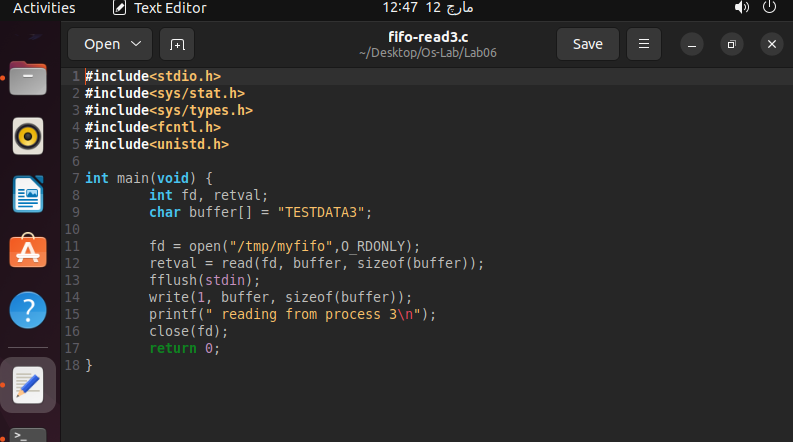 Activities Text Editor 12:47 12 مارچ
Open fifo-read3.c Save
~/Desktop/Os-Lab/Lab06
1 #include<stdio.h>
2 #include<sys/stat.h>
3 #include<sys/types.h>
4 #include<fcntl.h>
5 #include<unistd.h>
6
7 int main(void) {
8         int fd, retval;
9         char buffer[] = "TESTDATA3";
10
11         fd = open("/tmp/myfifo",O_RDONLY);
12         retval = read(fd, buffer, sizeof(buffer));
13         fflush(stdin);
14         write(1, buffer, sizeof(buffer));
15         printf(" reading from process 3\n");
16         close(fd);
17         return 0;
18 }